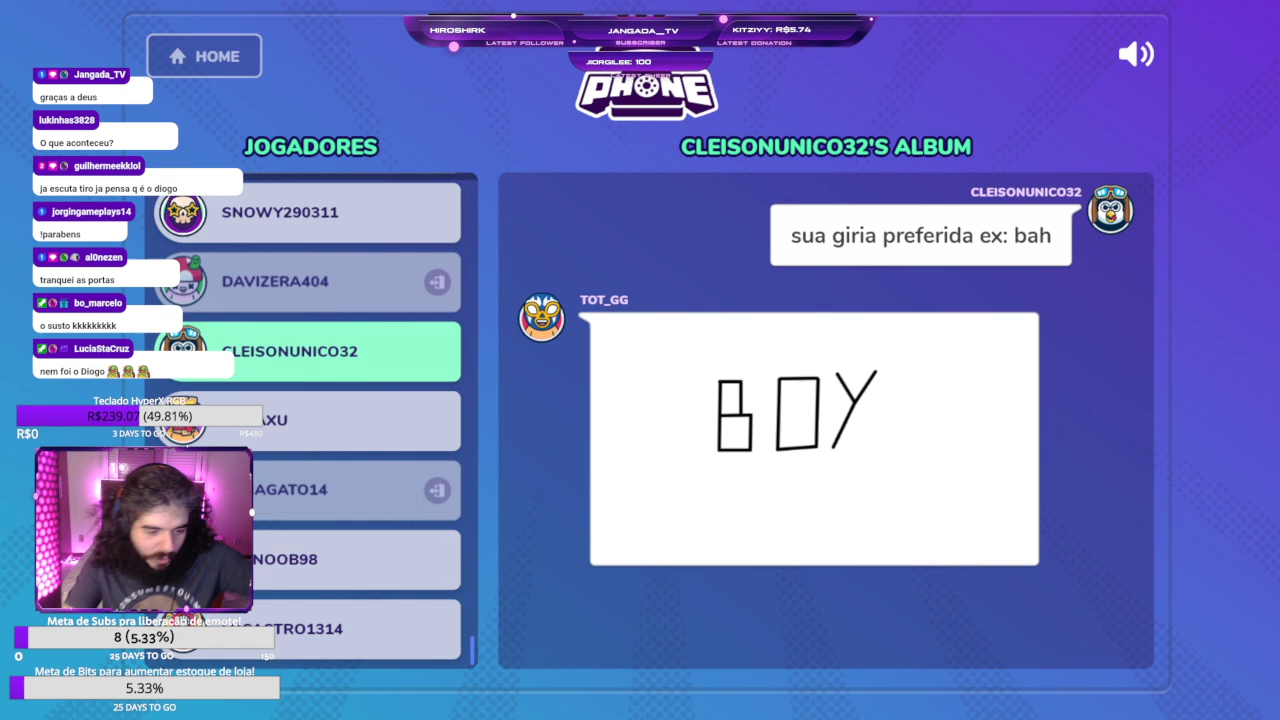 HIROSHIRK
LATEST FOLLOWER
JANGADA__TV
SUBSCRIBER
KITZIYY: R$5.74
LATEST DONATION
JIORGILEE: 100
PHONE
HOME
Jangada_TV
graças a deus
lukinhas3828
O que aconteceu?
guilhermeekklol
ja escuta tiro ja pensa q é o diogo
jorgingameplays14
!parabens
al0nezen
tranquei as portas
bo_marcelo
o susto kkkkkkkkk
LuciaStaCruz
nem foi o Diogo
Teclado HyperX RGB
R$239.07 (49.81%)
R$0
3 DAYS TO GO
R$480
Meta de Subs pra liberação de emote!
8 (5.33%)
0
25 DAYS TO GO
150
Meta de Bits para aumentar estoque de lola!
5.33%
25 DAYS TO GO
JOGADORES
SNOWY290311
DAVIZERA404
CLEISONUNICO32
AXU
AGATO14
NOOB98
CASTRO1314
CLEISONUNICO32'S ALBUM
CLEISONUNICO32
sua giria preferida ex: bah
TOT_GG
BOY